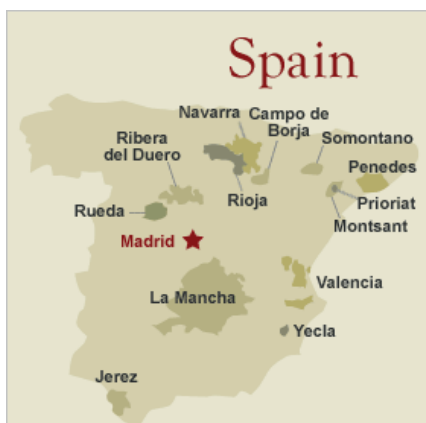 Spain
Navarra
Campo de
Borja
Ribera
del Duero
Somontano
Penedes
Rioja
Prioriat
Rueda
Montsant
Madrid
Valencia
La Mancha
Yecla
Jerez